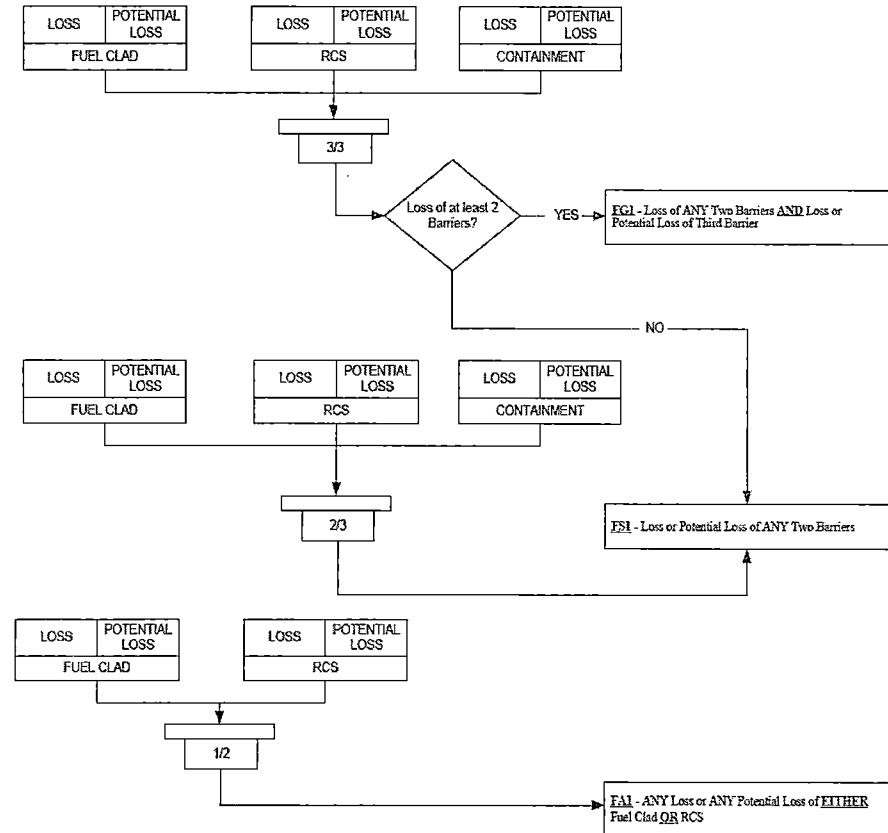 LOSS
POTENTIAL
LOSS
FUEL CLAD
LOSS
POTENTIAL
LOSS
RCS
LOSS
POTENTIAL
LOSS
CONTAINMENT
3/3
Loss of at least 2
Barriers?
YES
FG1 - Loss of ANY Two Barriers AND Loss or
Potential Loss of Third Barrier
NO
LOSS
POTENTIAL
LOSS
FUEL CLAD
LOSS
POTENTIAL
LOSS
RCS
LOSS
POTENTIAL
LOSS
CONTAINMENT
2/3
FS1 - Loss or Potential Loss of ANY Two Barriers
LOSS
POTENTIAL
LOSS
FUEL CLAD
LOSS
POTENTIAL
LOSS
RCS
1/2
FA1 - ANY Loss or ANY Potential Loss of EITHER
Fuel Clad OR RCS